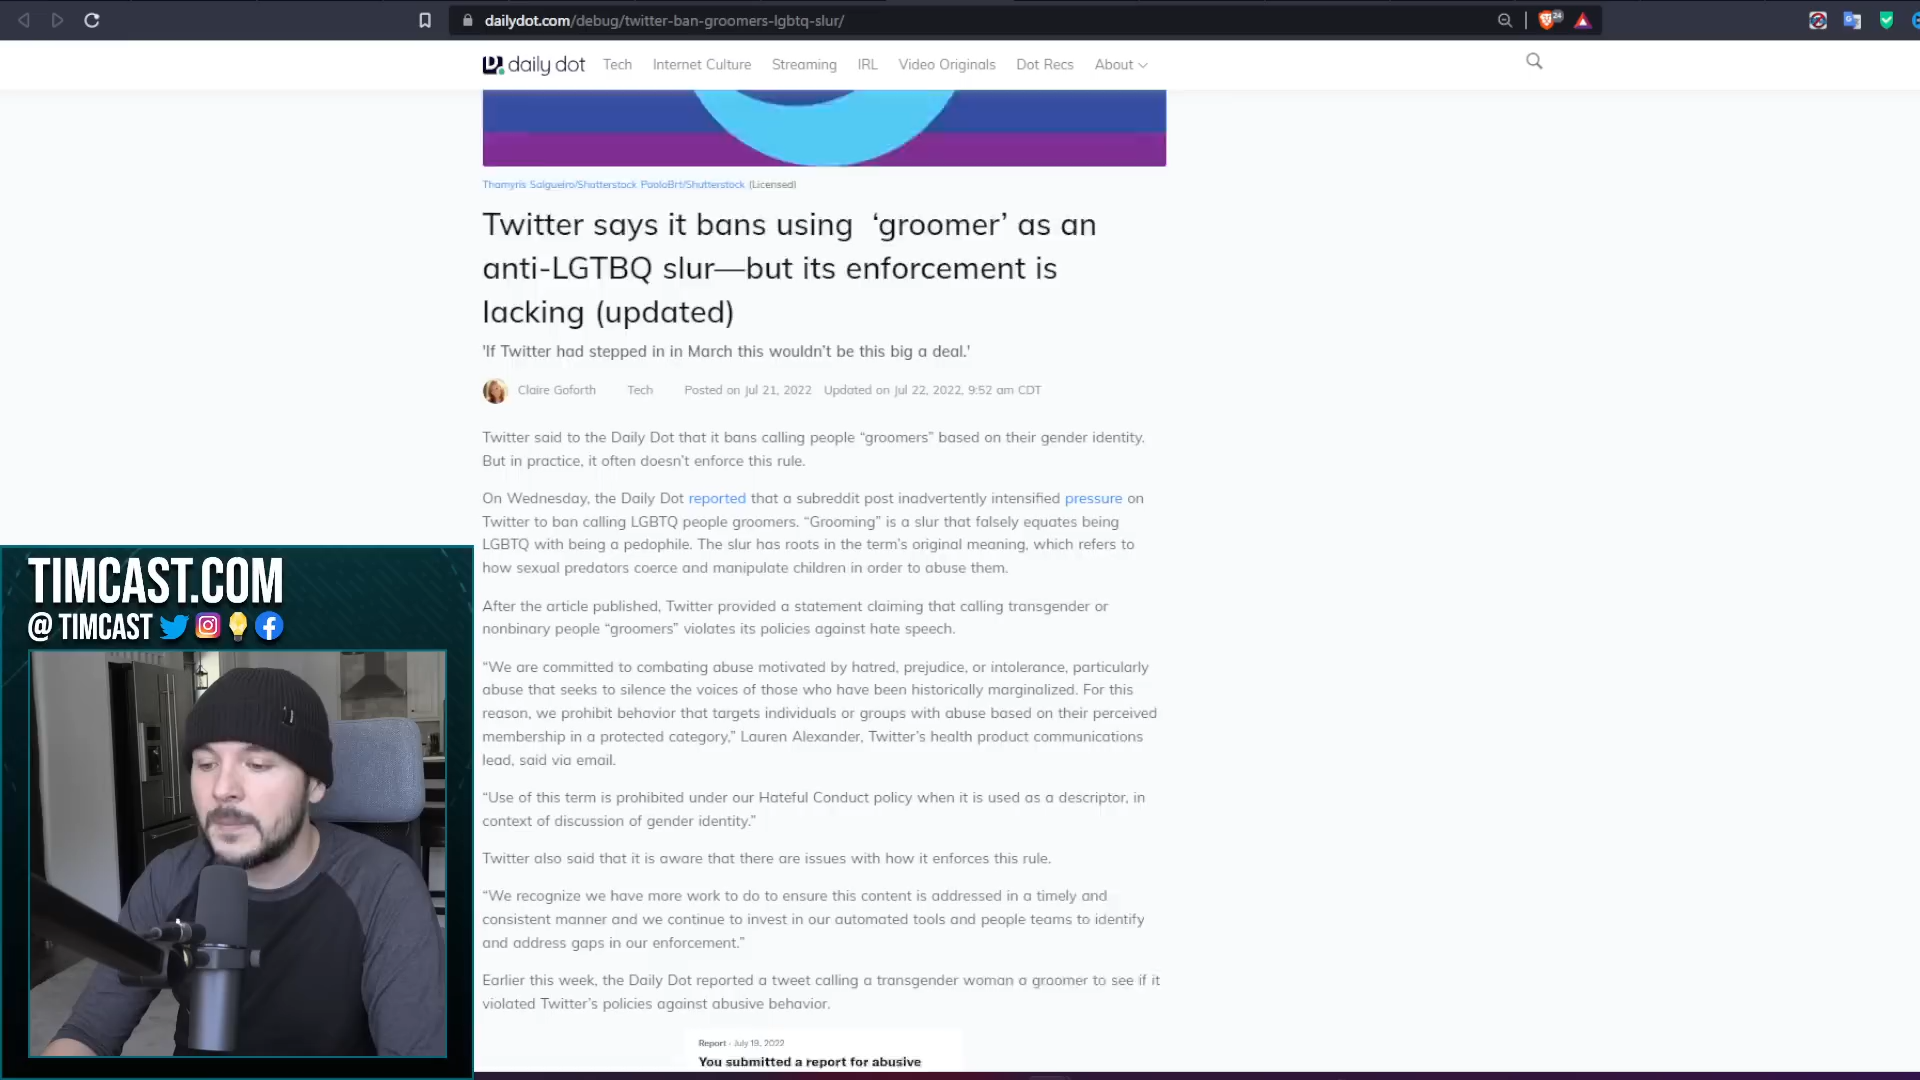 dailydot.com/debug/twitter-ban-groomers-lgbtq-slur/
24
daily dot Tech Internet Culture Streaming IRL Video Originals Dot Recs About
Thamyris Salgueiro/Shutterstock PaoloBrt/Shutterstock (Licensed)
Twitter says it bans using ‘groomer’ as an
anti-LGTBQ slur—but its enforcement is
lacking (updated)
'If Twitter had stepped in in March this wouldn’t be this big a deal.'
Claire Goforth Tech Posted on Jul 21, 2022 Updated on Jul 22, 2022, 9:52 am CDT
Twitter said to the Daily Dot that it bans calling people “groomers” based on their gender identity.
But in practice, it often doesn’t enforce this rule.
On Wednesday, the Daily Dot reported that a subreddit post inadvertently intensified pressure on
Twitter to ban calling LGBTQ people groomers. “Grooming” is a slur that falsely equates being
LGBTQ with being a pedophile. The slur has roots in the term’s original meaning, which refers to
how sexual predators coerce and manipulate children in order to abuse them.
After the article published, Twitter provided a statement claiming that calling transgender or
nonbinary people “groomers” violates its policies against hate speech.
“We are committed to combating abuse motivated by hatred, prejudice, or intolerance, particularly
abuse that seeks to silence the voices of those who have been historically marginalized. For this
reason, we prohibit behavior that targets individuals or groups with abuse based on their perceived
membership in a protected category,” Lauren Alexander, Twitter’s health product communications
lead, said via email.
“Use of this term is prohibited under our Hateful Conduct policy when it is used as a descriptor, in
context of discussion of gender identity.”
Twitter also said that it is aware that there are issues with how it enforces this rule.
“We recognize we have more work to do to ensure this content is addressed in a timely and
consistent manner and we continue to invest in our automated tools and people teams to identify
and address gaps in our enforcement.”
Earlier this week, the Daily Dot reported a tweet calling a transgender woman a groomer to see if it
violated Twitter’s policies against abusive behavior.
Report · July 19, 2022
You submitted a report for abusive
TIMCAST.COM
@ TIMCAST